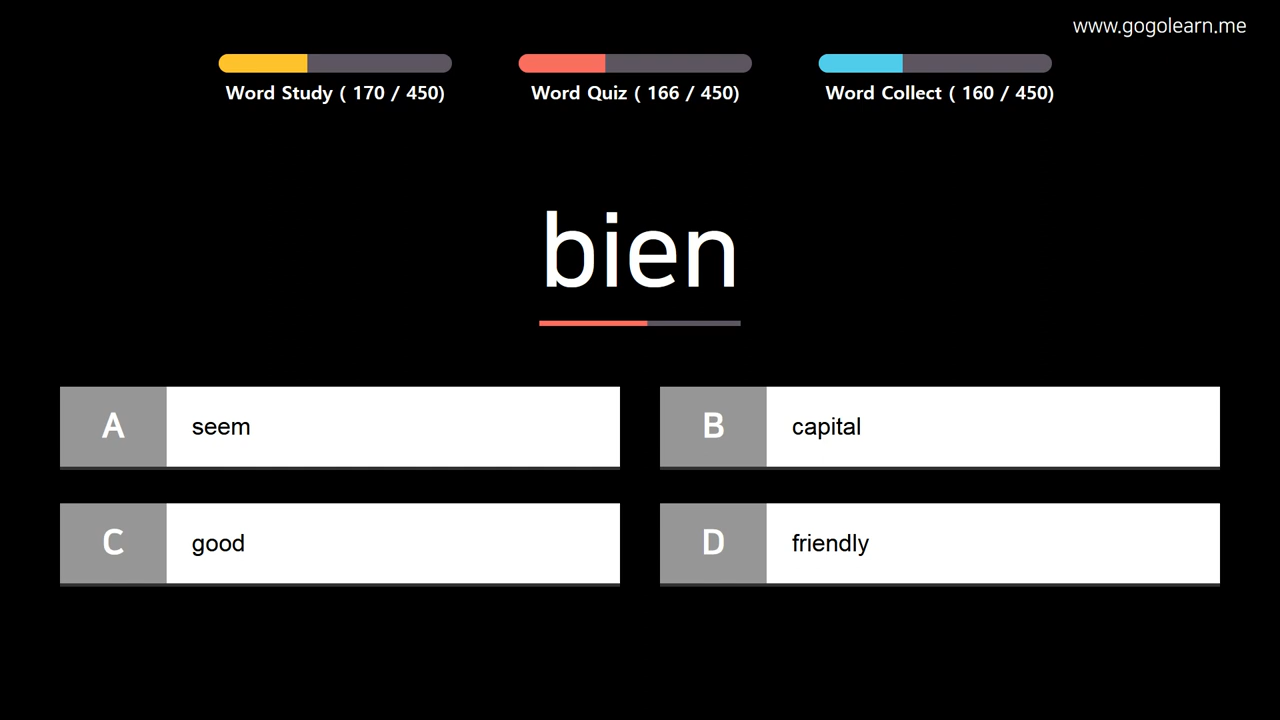 www.gogolearn.me
Word Study ( 170 / 450)
Word Quiz ( 166 / 450)
Word Collect ( 160 / 450)
bien
A seem
B capital
C good
D friendly